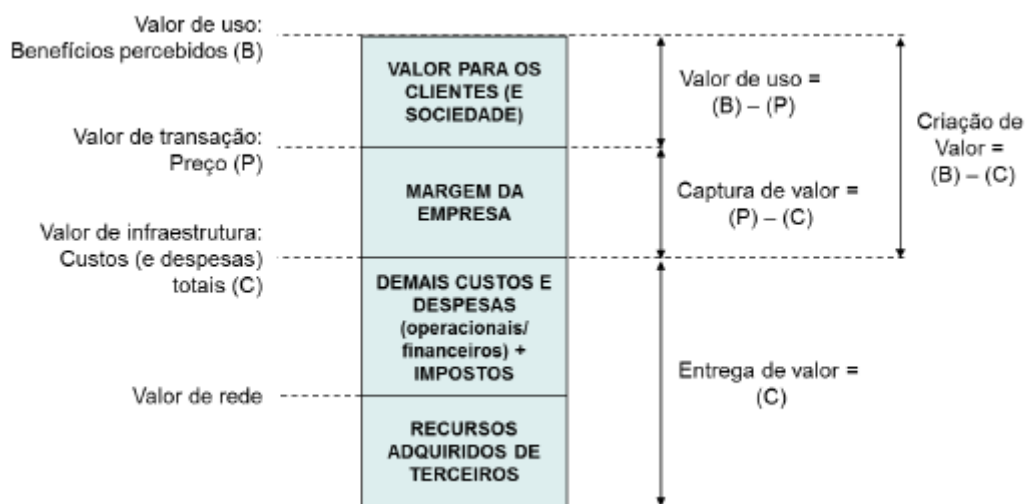 Valor de uso:
Benefícios percebidos (B)
VALOR PARA OS
CLIENTES (E
SOCIEDADE)
Valor de uso =
(B) – (P)
Criação de
Valor =
(B) – (C)
Valor de transação:
Preço (P)
MARGEM DA
EMPRESA
Captura de valor =
(P) – (C)
Valor de infraestrutura:
Custos (e despesas)
totais (C)
DEMAIS CUSTOS E
DESPESAS
(operacionais/
financeiros) +
IMPOSTOS
Entrega de valor =
(C)
Valor de rede
RECURSOS
ADQUIRIDOS DE
TERCEIROS